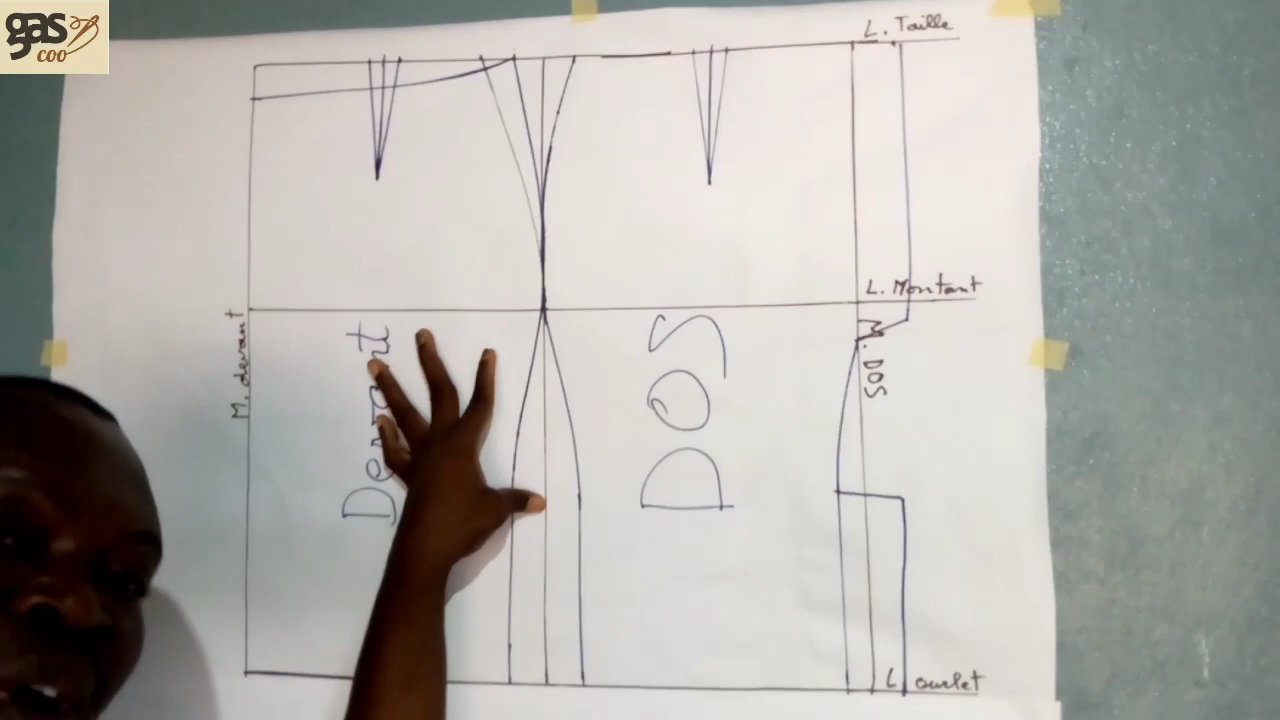 gas
coo
L. Taille
L. Montant
M. devant
Devant
DOS
M. DOS
L ourlet